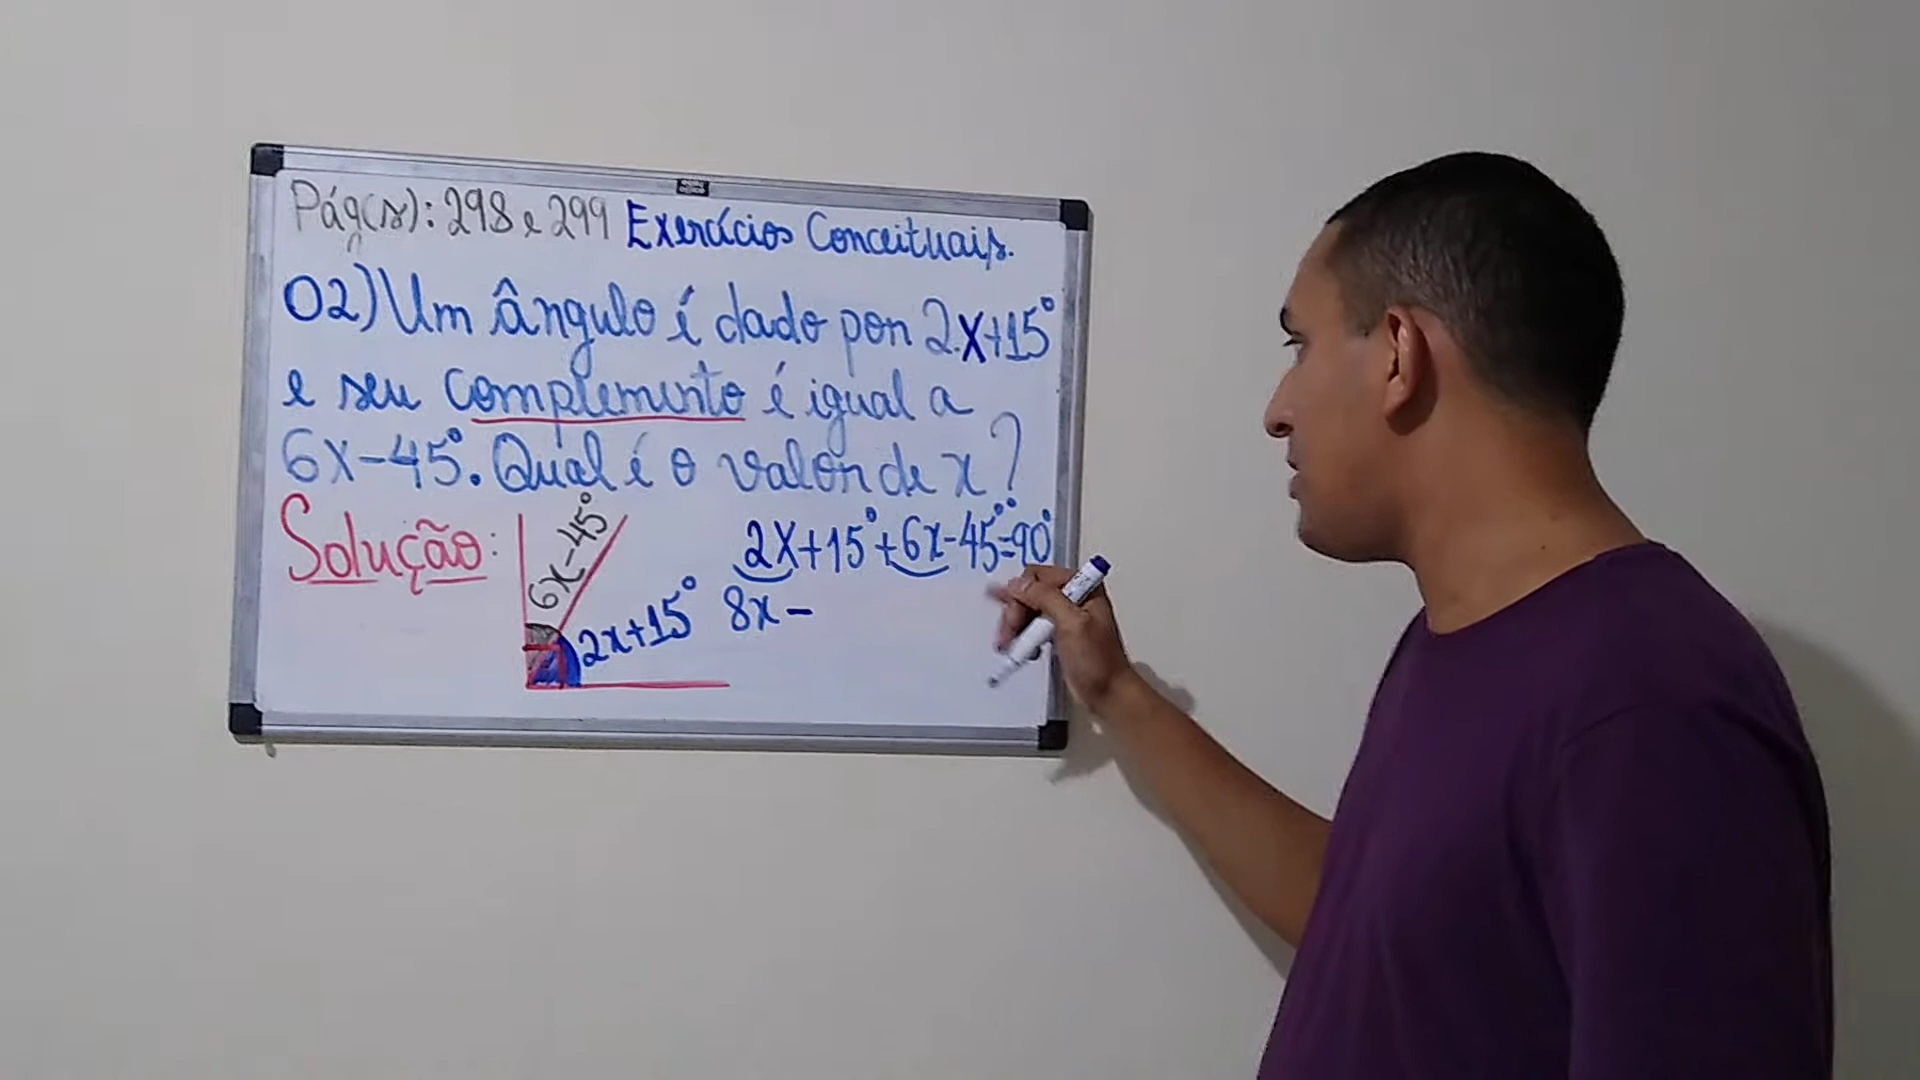 Pág(s): 298 e 299 Exercícios Conceituais.
02) Um ângulo é dado por 2.x+15°
e seu complemento é igual a
6x-45°. Qual é o valor de x?
Solução:
6x-45°
2x+15°
2x+15°+6x-45°=90°
8x -